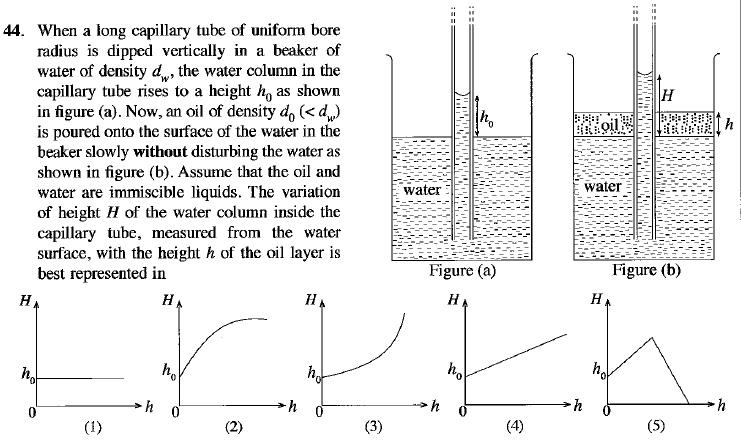 44. When a long capillary tube of uniform bore
radius is dipped vertically in a beaker of
water of density d_w, the water column in the
capillary tube rises to a height h_0 as shown
in figure (a). Now, an oil of density d_0 (< d_w)
is poured onto the surface of the water in the
beaker slowly without disturbing the water as
shown in figure (b). Assume that the oil and
water are immiscible liquids. The variation
of height H of the water column inside the
capillary tube, measured from the water
surface, with the height h of the oil layer is
best represented in
h_0
water
Figure (a)
H
oil
h
water
Figure (b)
H
h_0
0
h
(1)
H
h_0
0
h
(2)
H
h_0
0
h
(3)
H
h_0
0
h
(4)
H
h_0
0
h
(5)